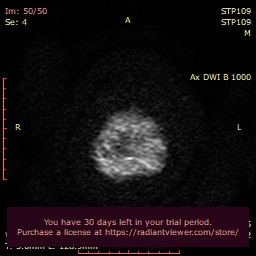 Im: 50/50
Se: 4
A
STP109
STP109
M
Ax DWI B 1000
R
L
You have 30 days left in your trial period.
Purchase a license at https://radiantviewer.com/store/